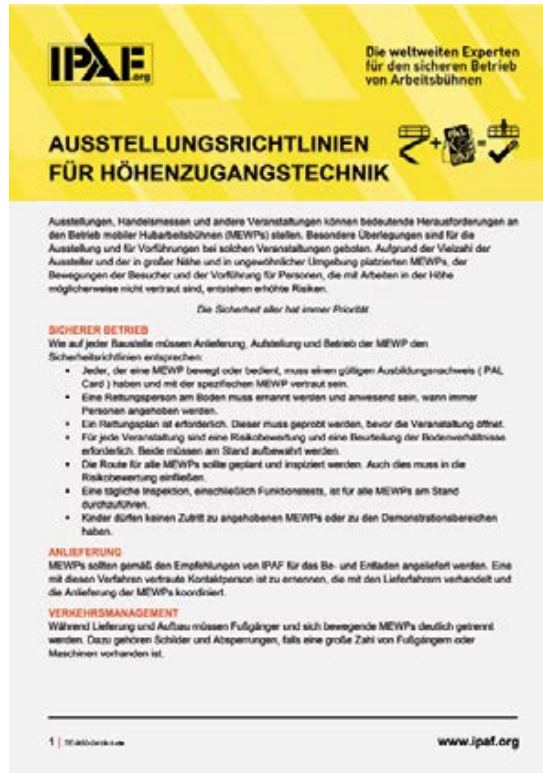 IPAF.org
Die weltweiten Experten
für den sicheren Betrieb
von Arbeitsbühnen
AUSSTELLUNGSRICHTLINIEN
FÜR HÖHENZUGANGSTECHNIK
Ausstellungen, Handelsmessen und andere Veranstaltungen können bedeutende Herausforderungen an
den Betrieb mobiler Hubarbeitsbühnen (MEWPs) stellen. Besondere Überlegungen sind für die
Ausstellung und für Vorführungen bei solchen Veranstaltungen geboten. Aufgrund der Vielzahl der
Aussteller und der in großer Nähe und in ungewöhnlicher Umgebung platzierten MEWPs, der
Bewegungen der Besucher und der Vorführung für Personen, die mit Arbeiten in der Höhe
möglicherweise nicht vertraut sind, entstehen erhöhte Risiken.
Die Sicherheit aller hat immer Priorität
SICHERER BETRIEB
Wie auf jeder Baustelle müssen Anlieferung, Aufstellung und Betrieb der MEWP den
Sicherheitsrichtlinien entsprechen:
• Jeder, der eine MEWP bewegt oder bedient, muss einen gültigen Ausbildungsnachweis ( PAL
Card ) haben und mit der spezifischen MEWP vertraut sein.
• Eine Rettungsperson am Boden muss ernannt werden und anwesend sein, wann immer
Personen angehoben werden.
• Ein Rettungsplan ist erforderlich. Dieser muss geprobt werden, bevor die Veranstaltung öffnet.
• Für jede Veranstaltung sind eine Risikobewertung und eine Beurteilung der Bodenverhältnisse
erforderlich. Beide müssen am Stand aufbewahrt werden.
• Die Route für alle MEWPs sollte geplant und inspiziert werden. Auch dies muss in die
Risikobewertung einfließen.
• Eine tägliche Inspektion, einschließlich Funktionstests, ist für alle MEWPs am Stand
durchzuführen.
• Kinder dürfen keinen Zutritt zu angehobenen MEWPs oder zu den Demonstrationsbereichen
haben.
ANLIEFERUNG
MEWPs sollten gemäß den Empfehlungen von IPAF für das Be- und Entladen angeliefert werden. Eine
mit diesen Verfahren vertraute Kontaktperson ist zu ernennen, die mit den Lieferfahrern verhandelt und
die Anlieferung der MEWPs koordiniert.
VERKEHRSMANAGEMENT
Während Lieferung und Aufbau müssen Fußgänger und sich bewegende MEWPs deutlich getrennt
werden. Dazu gehören Schilder und Absperrungen, falls eine große Zahl von Fußgängern oder
Maschinen vorhanden ist.
1 |
www.ipaf.org